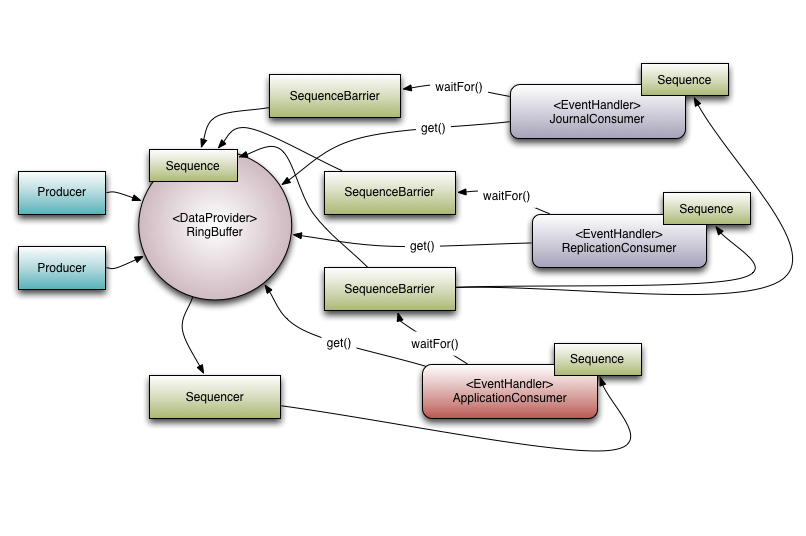 Sequence
SequenceBarrier
waitFor()
<EventHandler>
JournalConsumer
get()
Sequence
Producer
SequenceBarrier
waitFor()
Sequence
<DataProvider>
RingBuffer
get()
<EventHandler>
ReplicationConsumer
Producer
SequenceBarrier
get()
waitFor()
Sequence
<EventHandler>
ApplicationConsumer
Sequencer